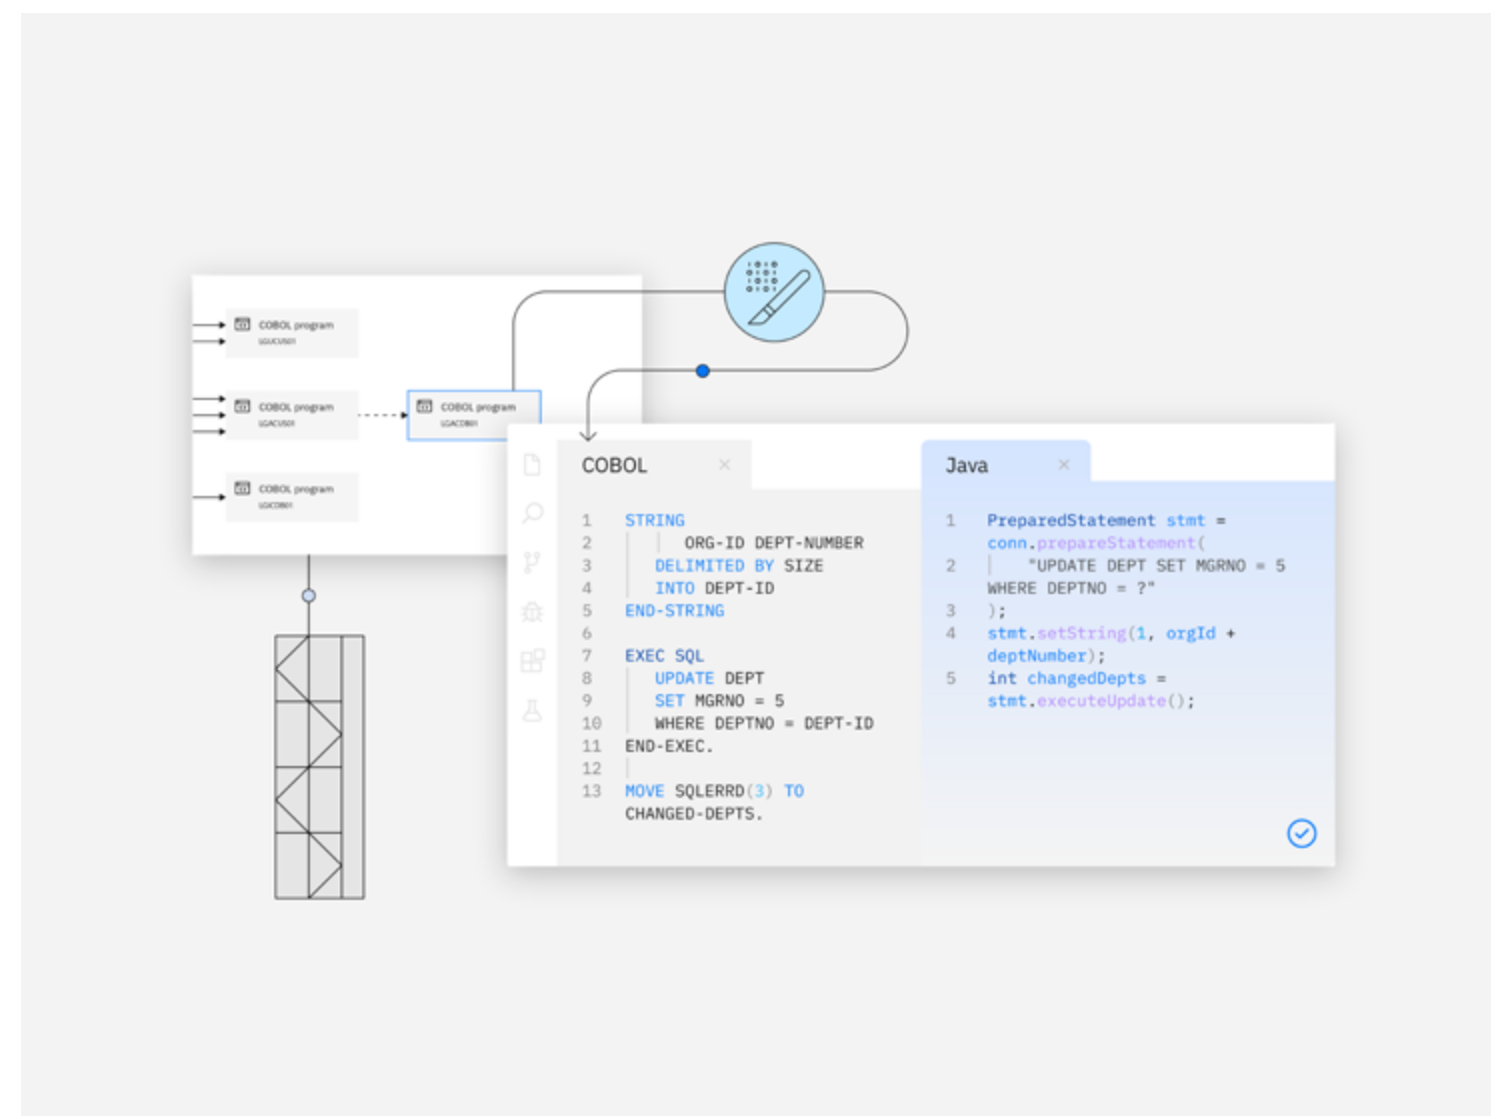 COBOL program
COBOL program
LGACUS01
COBOL program
LGACDB01
COBOL program
COBOL
Java
1 STRING
2 ORG-ID DEPT-NUMBER
3 DELIMITED BY SIZE
4 INTO DEPT-ID
5 END-STRING
6
7 EXEC SQL
8 UPDATE DEPT
9 SET MGRNO = 5
10 WHERE DEPTNO = DEPT-ID
11 END-EXEC.
12
13 MOVE SQLERRD(3) TO
CHANGED-DEPTS.
1 PreparedStatement stmt =
conn.prepareStatement(
2 "UPDATE DEPT SET MGRNO = 5
WHERE DEPTNO = ?"
3 );
4 stmt.setString(1, orgId +
deptNumber);
5 int changedDepts =
stmt.executeUpdate();